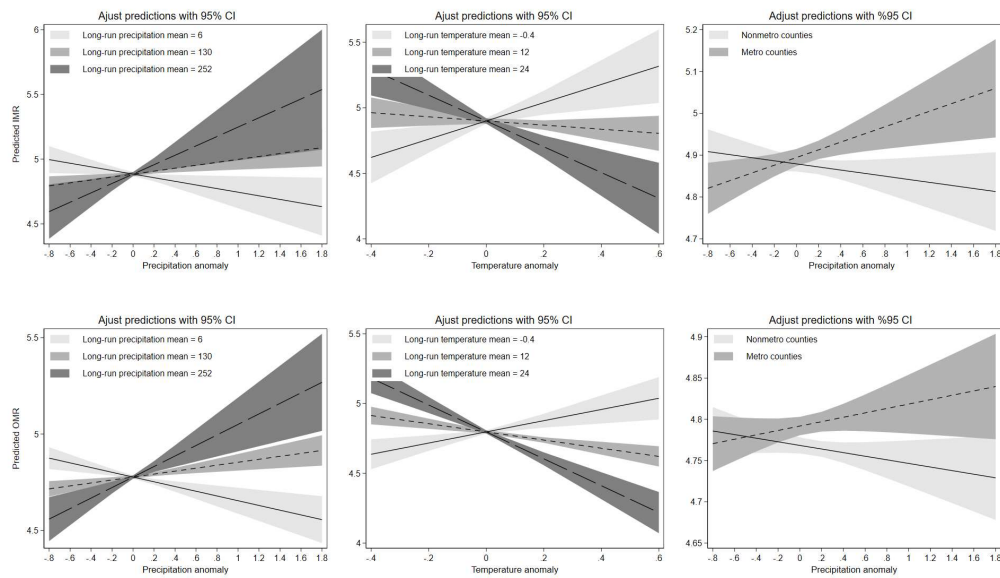 Ajust predictions with 95% CI
Long-run precipitation mean = 6
Long-run precipitation mean = 130
Long-run precipitation mean = 252
Predicted IMR
6
5.5
5
4.5
-.8 -.6 -.4 -.2 0 .2 .4 .6 .8 1 1.2 1.4 1.6 1.8
Precipitation anomaly
Ajust predictions with 95% CI
Long-run temperature mean = -0.4
Long-run temperature mean = 12
Long-run temperature mean = 24
5.5
5
4.5
4
-.4 -.2 0 .2 .4 .6
Temperature anomaly
Adjust predictions with %95 CI
Nonmetro counties
Metro counties
5.2
5.1
5
4.9
4.8
4.7
-.8 -.6 -.4 -.2 0 .2 .4 .6 .8 1 1.2 1.4 1.6 1.8
Precipitation anomaly
Ajust predictions with 95% CI
Long-run precipitation mean = 6
Long-run precipitation mean = 130
Long-run precipitation mean = 252
Predicted OMR
5.5
5
4.5
-.8 -.6 -.4 -.2 0 .2 .4 .6 .8 1 1.2 1.4 1.6 1.8
Precipitation anomaly
Ajust predictions with 95% CI
Long-run temperature mean = -0.4
Long-run temperature mean = 12
Long-run temperature mean = 24
5.5
5
4.5
4
-.4 -.2 0 .2 .4 .6
Temperature anomaly
Adjust predictions with %95 CI
Nonmetro counties
Metro counties
4.9
4.85
4.8
4.75
4.7
4.65
-.8 -.6 -.4 -.2 0 .2 .4 .6 .8 1 1.2 1.4 1.6 1.8
Precipitation anomaly